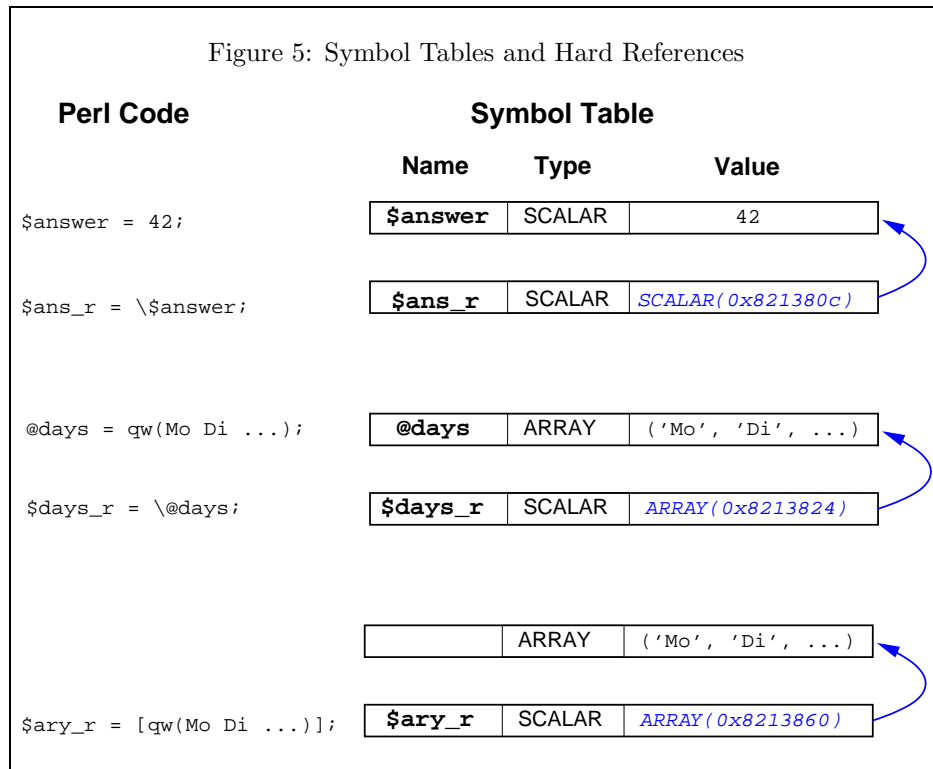 Figure 5: Symbol Tables and Hard References
Perl Code Symbol Table
Name Type Value
$answer = 42; $answer SCALAR 42
$ans_r = \$answer; $ans_r SCALAR SCALAR(0x821380c)
@days = qw(Mo Di ...); @days ARRAY ('Mo', 'Di', ...)
$days_r = \@days; $days_r SCALAR ARRAY(0x8213824)
ARRAY ('Mo', 'Di', ...)
$ary_r = [qw(Mo Di ...)]; $ary_r SCALAR ARRAY(0x8213860)